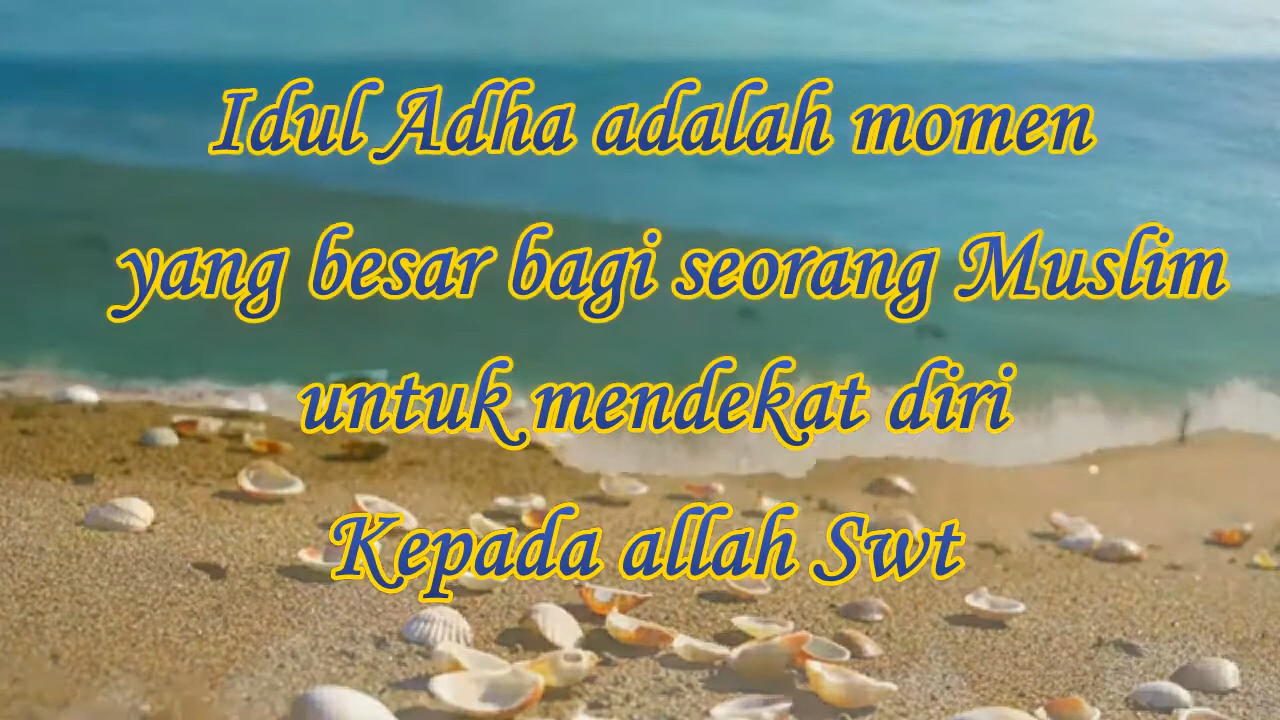 Idul Adha adalah momen
yang besar bagi seorang Muslim
untuk mendekat diri
Kepada allah Swt